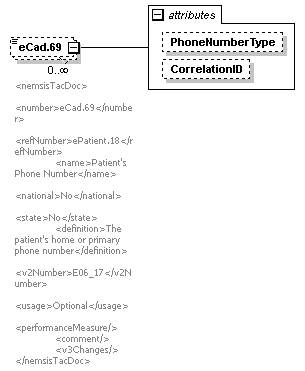 attributes
eCad.69
PhoneNumberType
0..∞
CorrelationID
<nemsisTacDoc>
<number>eCad.69</numbe
r>
<refNumber>ePatient.18</r
efNumber>
<name>Patient's
Phone Number</name>
<national>No</national>
<state>No</state>
<definition>The
patient's home or primary
phone number</definition>
<v2Number>E06_17</v2N
umber>
<usage>Optional</usage>
<performanceMeasure/>
<comment/>
<v3Changes/>
</nemsisTacDoc>